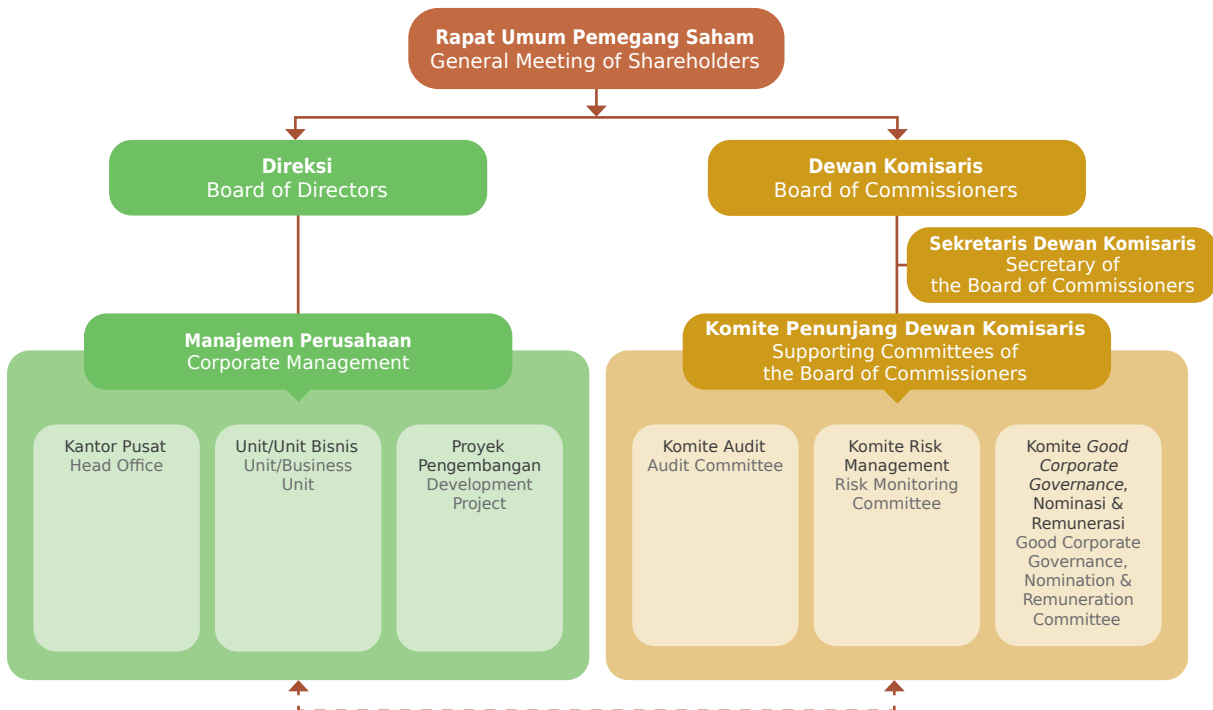 Rapat Umum Pemegang Saham
General Meeting of Shareholders
Direksi
Board of Directors
Dewan Komisaris
Board of Commissioners
Sekretaris Dewan Komisaris
Secretary of
the Board of Commissioners
Manajemen Perusahaan
Corporate Management
Komite Penunjang Dewan Komisaris
Supporting Committees of
the Board of Commissioners
Kantor Pusat
Head Office
Unit/Unit Bisnis
Unit/Business
Unit
Proyek
Pengembangan
Development
Project
Komite Audit
Audit Committee
Komite Risk
Management
Risk Monitoring
Committee
Komite Good
Corporate
Governance,
Nominasi &
Remunerasi
Good Corporate
Governance,
Nomination &
Remuneration
Committee